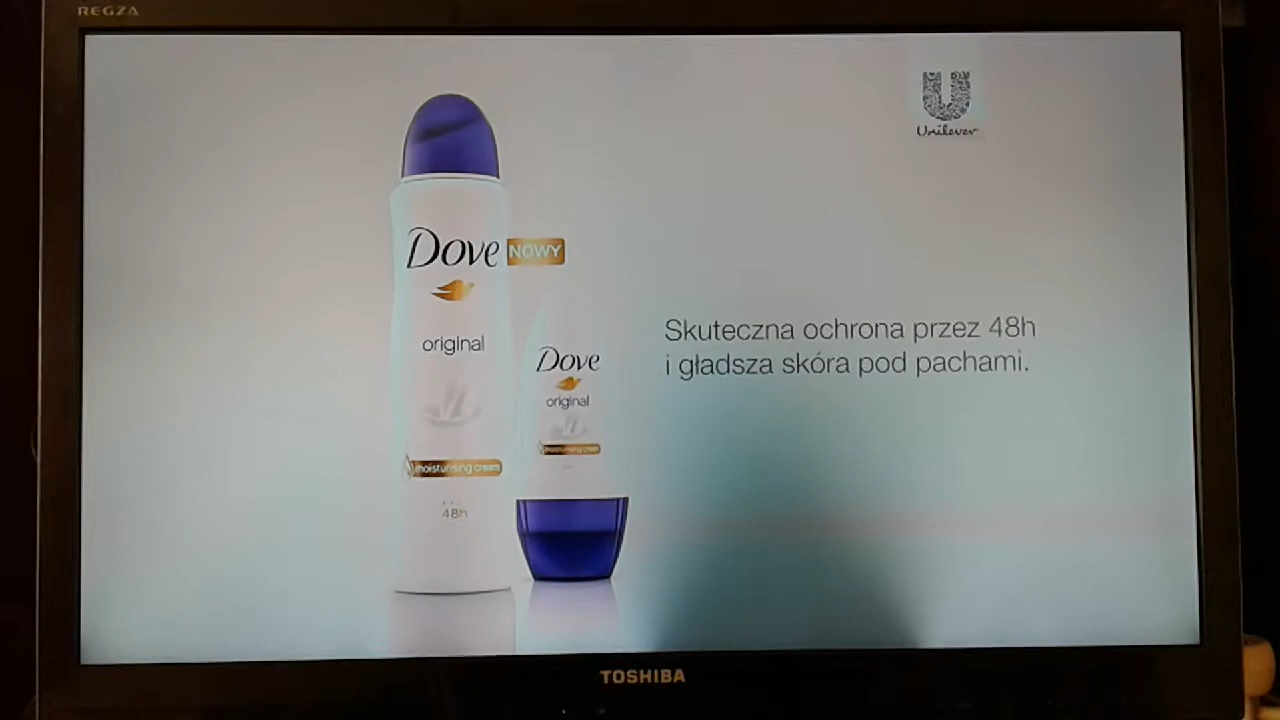 REGZA
Unilever
Dove NOWY
original
moisturising cream
48h
Dove
original
moisturising cream
Skuteczna ochrona przez 48h
i gładsza skóra pod pachami.
TOSHIBA